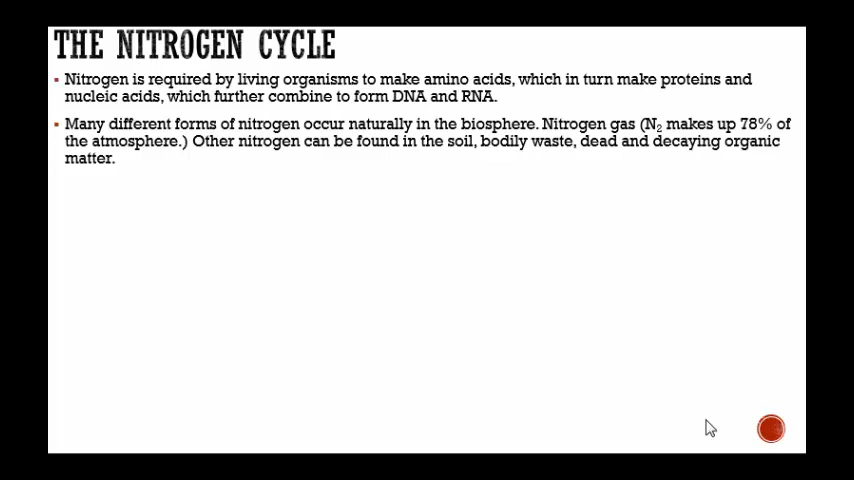 THE NITROGEN CYCLE
▪ Nitrogen is required by living organisms to make amino acids, which in turn make proteins and
nucleic acids, which further combine to form DNA and RNA.
▪ Many different forms of nitrogen occur naturally in the biosphere. Nitrogen gas (N₂ makes up 78% of
the atmosphere.) Other nitrogen can be found in the soil, bodily waste, dead and decaying organic
matter.